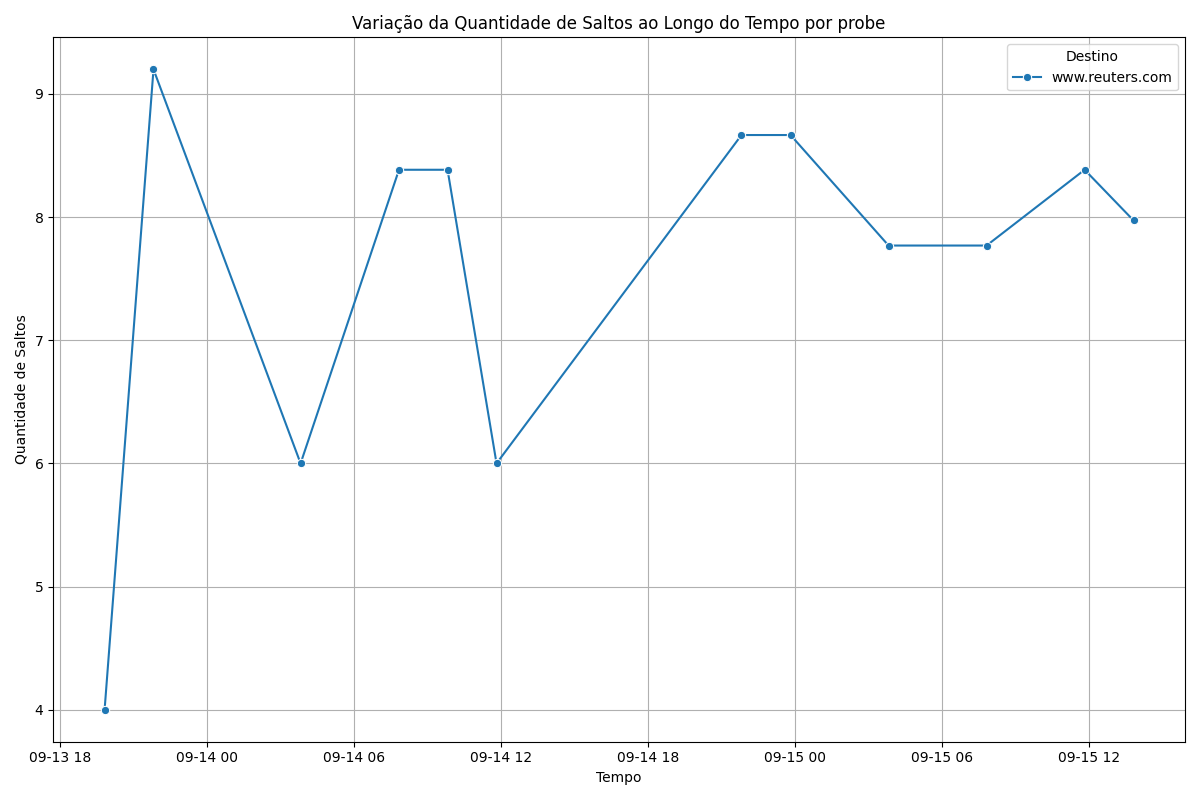 Variação da Quantidade de Saltos ao Longo do Tempo por probe
Destino
www.reuters.com
Quantidade de Saltos
9
8
7
6
5
4
09-13 18
09-14 00
09-14 06
09-14 12
09-14 18
09-15 00
09-15 06
09-15 12
Tempo